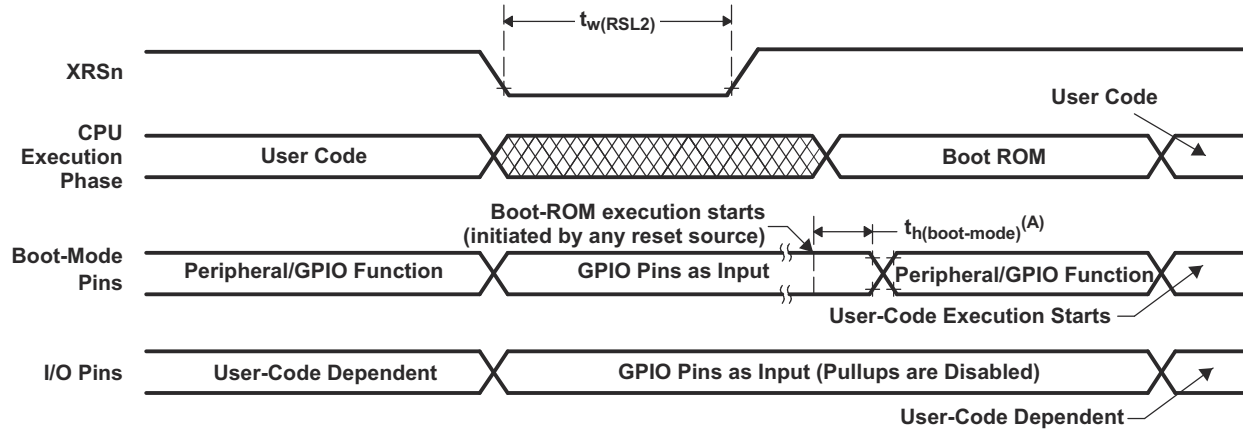 tw(RSL2)
XRSn
User Code
CPU
Execution
Phase
User Code
Boot ROM
Boot-ROM execution starts
(initiated by any reset source)
th(boot-mode)(A)
Boot-Mode
Pins
Peripheral/GPIO Function
GPIO Pins as Input
Peripheral/GPIO Function
User-Code Execution Starts
I/O Pins
User-Code Dependent
GPIO Pins as Input (Pullups are Disabled)
User-Code Dependent